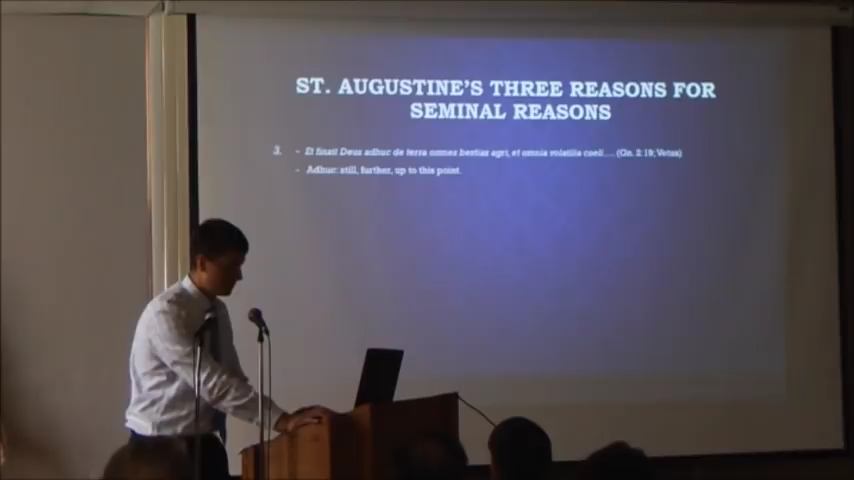 ST. AUGUSTINE'S THREE REASONS FOR
SEMINAL REASONS
3. - Et finxit Deus adhuc de terra omnes bestias agri, et omnia volatilia coeli.... (Gn. 2:19; Vetus)
- Adhuc: still, further, up to this point.